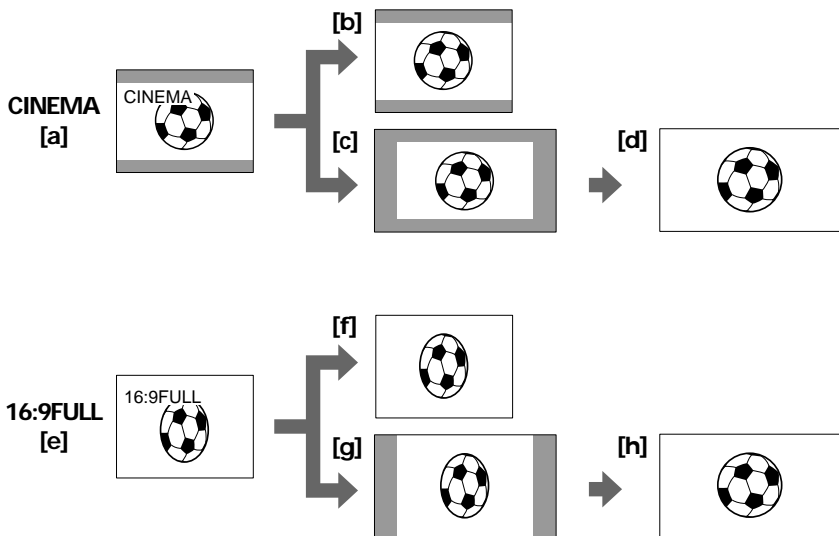 [b]
CINEMA
CINEMA
[a]
[c]
[d]
[f]
16:9FULL
16:9FULL
[e]
[g]
[h]